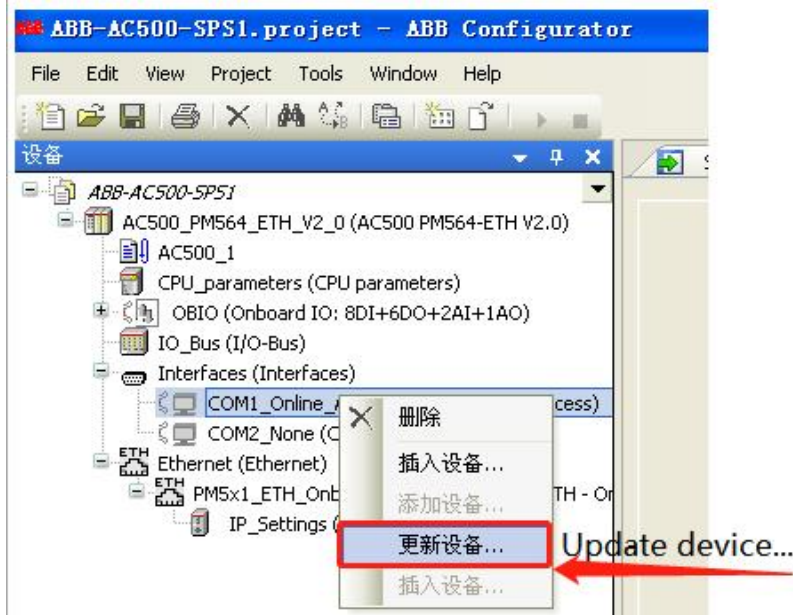 ABB-AC500-SPS1.project - ABB Configurator
File Edit View Project Tools Window Help
设备
ABB-AC500-SPS1
AC500_PM564_ETH_V2_0 (AC500 PM564-ETH V2.0)
AC500_1
CPU_parameters (CPU parameters)
OBIO (Onboard IO: 8DI+6DO+2AI+1AO)
IO_Bus (I/O-Bus)
Interfaces (Interfaces)
COM1_Online_A cess)
COM2_None (C
Ethernet (Ethernet)
PM5x1_ETH_Onb TH - Or
IP_Settings (
删除
插入设备...
添加设备...
更新设备... Update device...
插入设备...